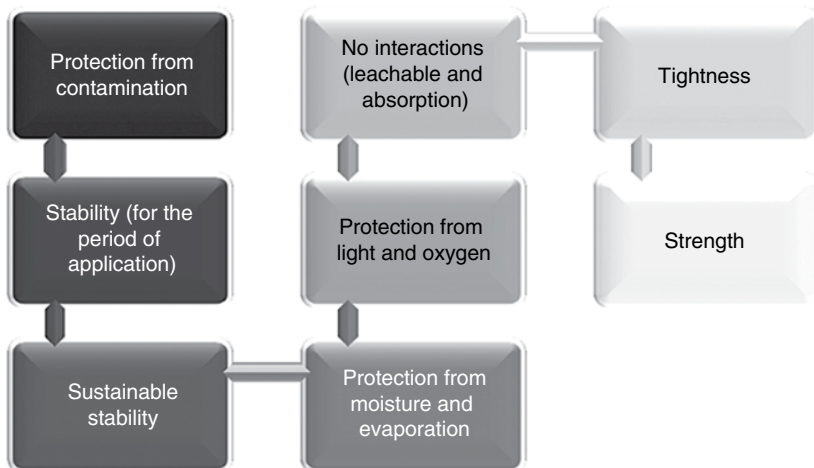 Protection from
contamination
Stability (for the
period of
application)
Sustainable
stability
Protection from
moisture and
evaporation
Protection from
light and oxygen
No interactions
(leachable and
absorption)
Tightness
Strength